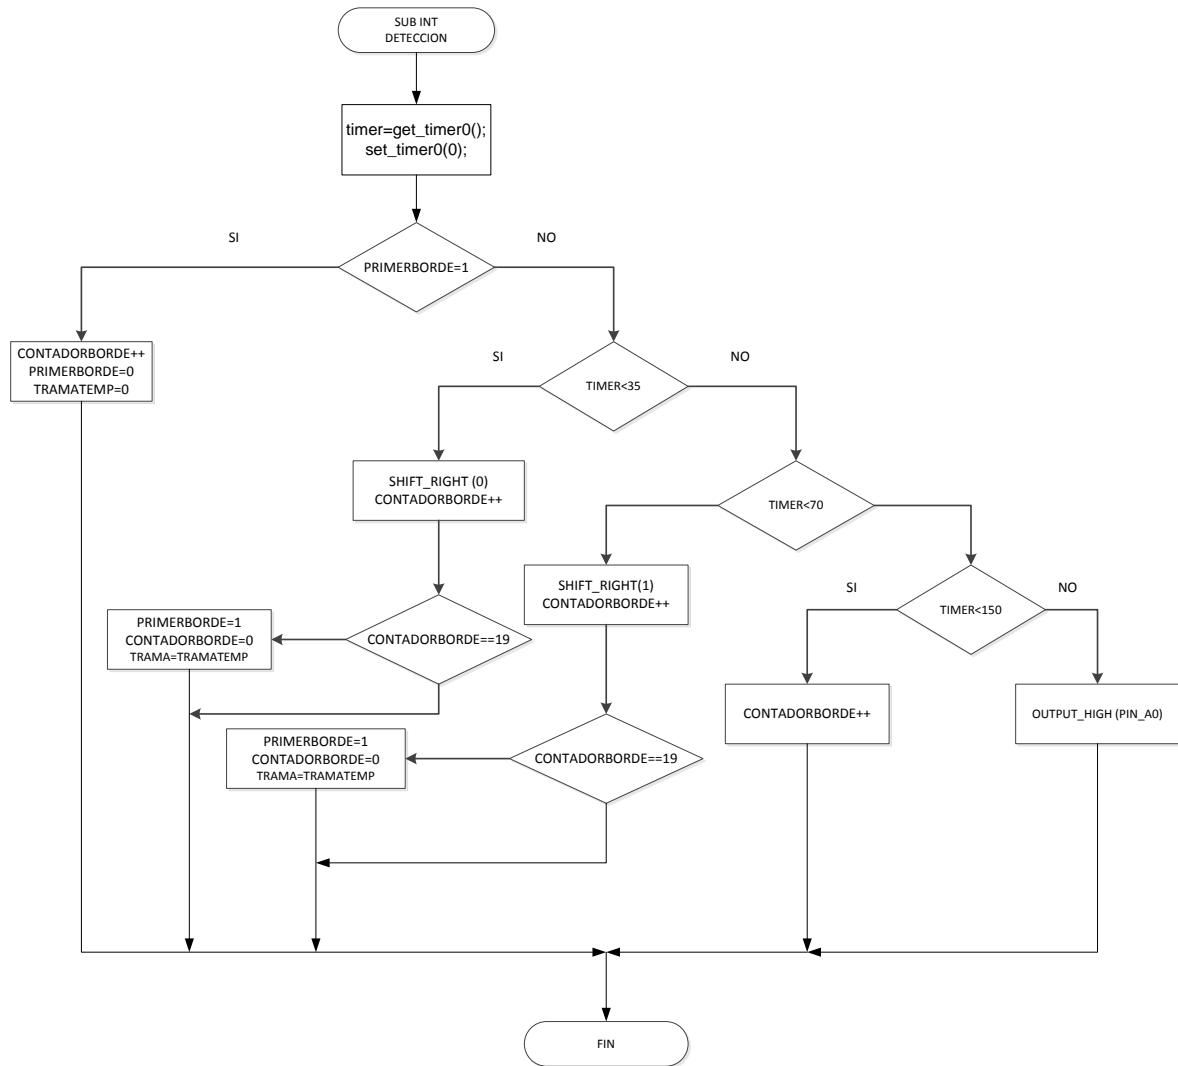 SUB INT
DETECCION
timer=get_timer0();
set_timer0(0);
SI
NO
PRIMERBORDE=1
CONTADORBORDE++
PRIMERBORDE=0
TRAMATEMP=0
SI
NO
TIMER<35
SHIFT_RIGHT (0)
CONTADORBORDE++
TIMER<70
SHIFT_RIGHT(1)
CONTADORBORDE++
SI
NO
TIMER<150
PRIMERBORDE=1
CONTADORBORDE=0
TRAMA=TRAMATEMP
CONTADORBORDE==19
CONTADORBORDE++
OUTPUT_HIGH (PIN_A0)
PRIMERBORDE=1
CONTADORBORDE=0
TRAMA=TRAMATEMP
CONTADORBORDE==19
FIN